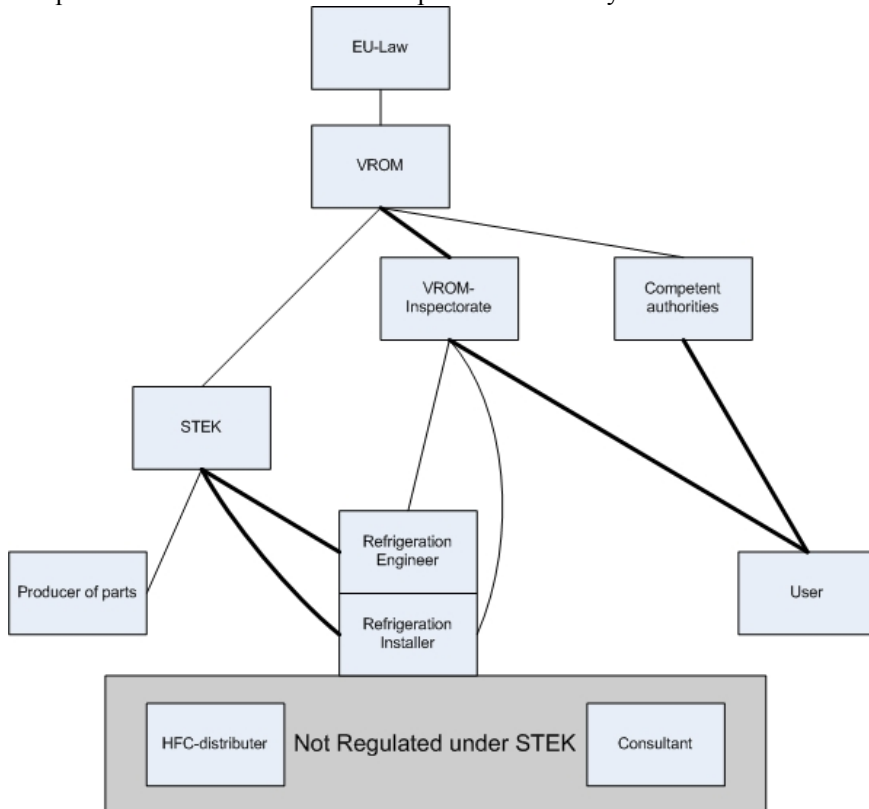 EU-Law
VROM
VROM-
Inspectorate
Competent
authorities
STEK
Refrigeration
Engineer
Producer of parts
User
Refrigeration
Installer
HFC-distributer
Not Regulated under STEK
Consultant